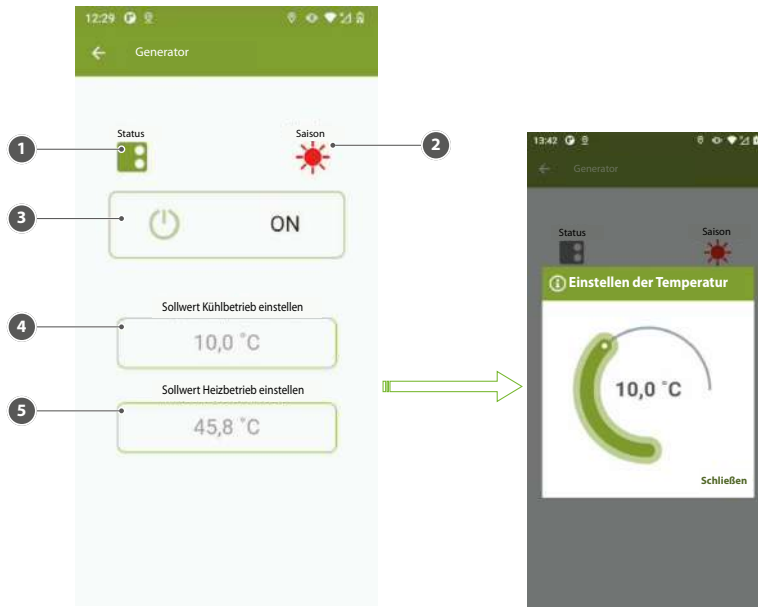 12:29
Generator
Status
Saison
1
2
3
ON
Sollwert Kühlbetrieb einstellen
4
10,0 °C
Sollwert Heizbetrieb einstellen
5
45,8 °C
13:42
Generator
Status
Saison
Einstellen der Temperatur
10,0 °C
Schließen